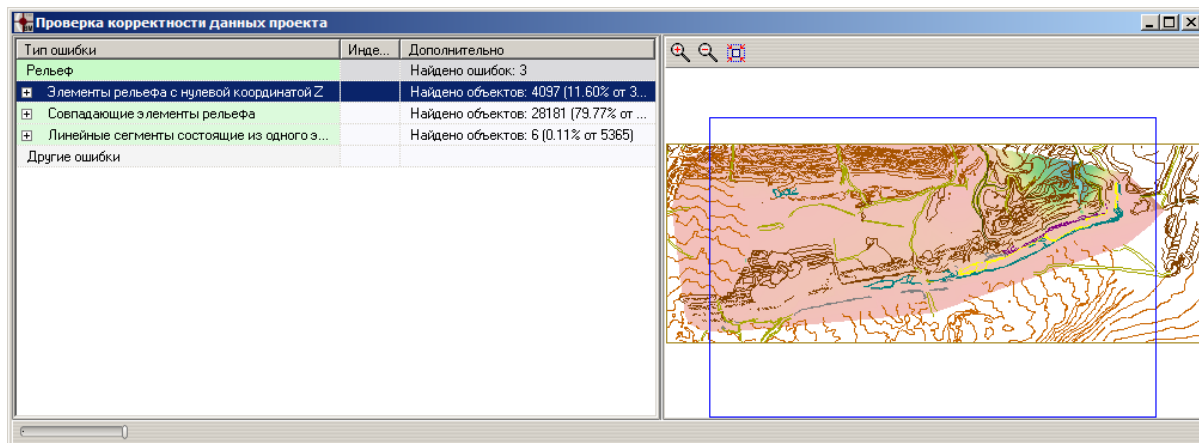 Проверка корректности данных проекта
Тип ошибки Инде... Дополнительно
Рельеф Найдено ошибок: 3
Элементы рельефа с нулевой координатой Z Найдено объектов: 4097 (11.60% от 3...
Совпадающие элементы рельефа Найдено объектов: 28181 (79.77% от ...
Линейные сегменты состоящие из одного э... Найдено объектов: 6 (0.11% от 5365)
Другие ошибки